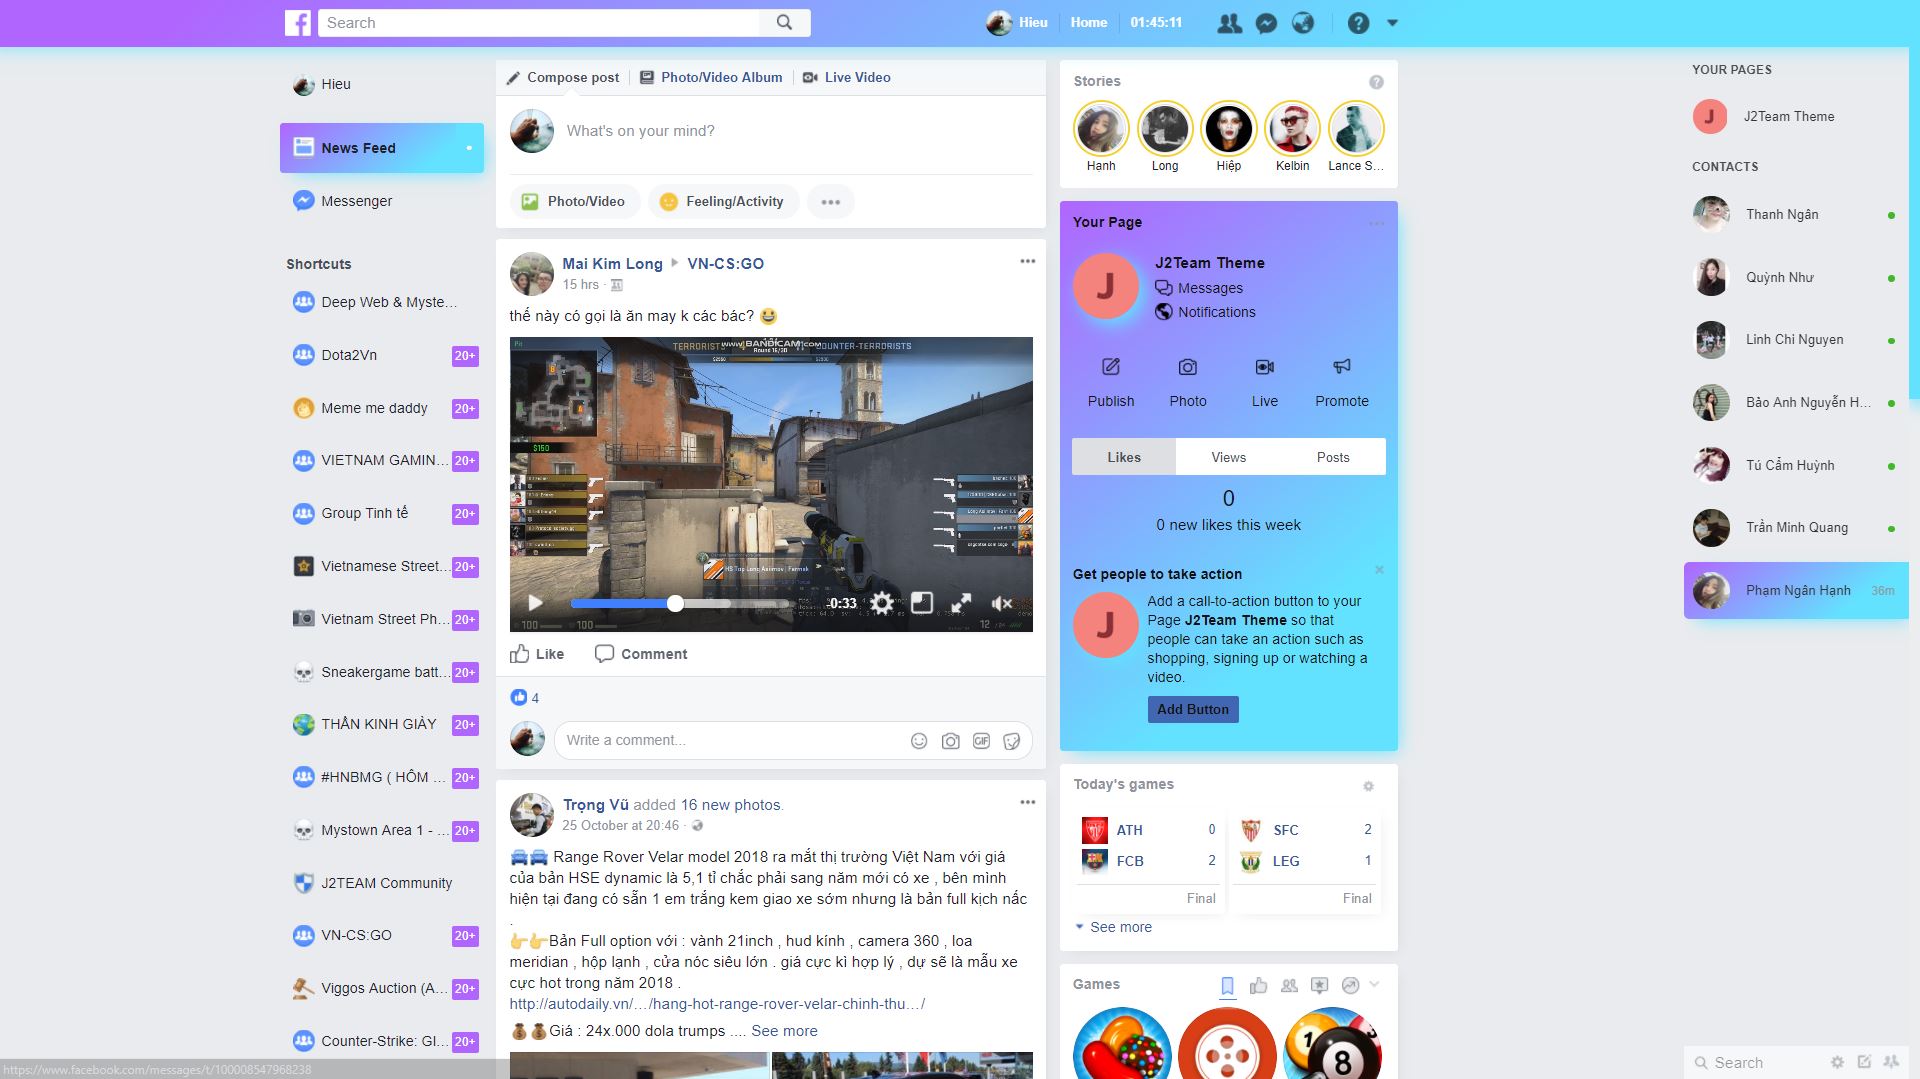 Search
Hieu
Home
01:45:11
Hieu
News Feed
Messenger
Shortcuts
Deep Web & Myste...
Dota2Vn
20+
Meme me daddy
20+
VIETNAM GAMIN...
20+
Group Tinh tế
20+
Vietnamese Street...
20+
Vietnam Street Ph...
20+
Sneakergame batt...
20+
THẦN KINH GIÀY
20+
#HNBMG ( HÔM ...
20+
Mystown Area 1 - ...
20+
J2TEAM Community
VN-CS:GO
20+
Viggos Auction (A...
20+
Counter-Strike: Gl...
20+
https://www.facebook.com/messages/t/100008547968238
Compose post
Photo/Video Album
Live Video
What's on your mind?
Photo/Video
Feeling/Activity
Mai Kim Long
VN-CS:GO
15 hrs ·
thế này có gọi là ăn may k các bác? 😀
Pit
TERRORISTS
COUNTER-TERRORISTS
www.BANDICAM.com
Round 16/30
$150
0:33
100
100
12
Like
Comment
4
Write a comment...
GIF
Trọng Vũ added 16 new photos.
25 October at 20:46 ·
🚘🚘 Range Rover Velar model 2018 ra mắt thị trường Việt Nam với giá
của bản HSE dynamic là 5,1 tỉ chắc phải sang năm mới có xe , bên mình
hiện tại đang có sẵn 1 em trắng kem giao xe sớm nhưng là bản full kịch nấc
.
👉👉Bản Full option với : vành 21inch , hud kính , camera 360 , loa
meridian , hộp lạnh , cửa nóc siêu lớn . giá cực kì hợp lý , dự sẽ là mẫu xe
cực hot trong năm 2018 .
http://autodaily.vn/.../hang-hot-range-rover-velar-chinh-thu.../
💰💰Giá : 24x.000 dola trumps .... See more
Stories
Hạnh
Long
Hiệp
Kelbin
Lance S...
Your Page
J
J2Team Theme
Messages
Notifications
Publish
Photo
Live
Promote
Likes
Views
Posts
0
0 new likes this week
Get people to take action
J
Add a call-to-action button to your
Page J2Team Theme so that
people can take an action such as
shopping, signing up or watching a
video.
Add Button
Today's games
ATH
0
FCB
2
Final
SFC
2
LEG
1
Final
See more
Games
1
8
YOUR PAGES
J
J2Team Theme
CONTACTS
Thanh Ngân
Quỳnh Như
Linh Chi Nguyen
Bảo Anh Nguyễn H...
Tú Cẩm Huỳnh
Trần Minh Quang
Phạm Ngân Hạnh
36m
Search